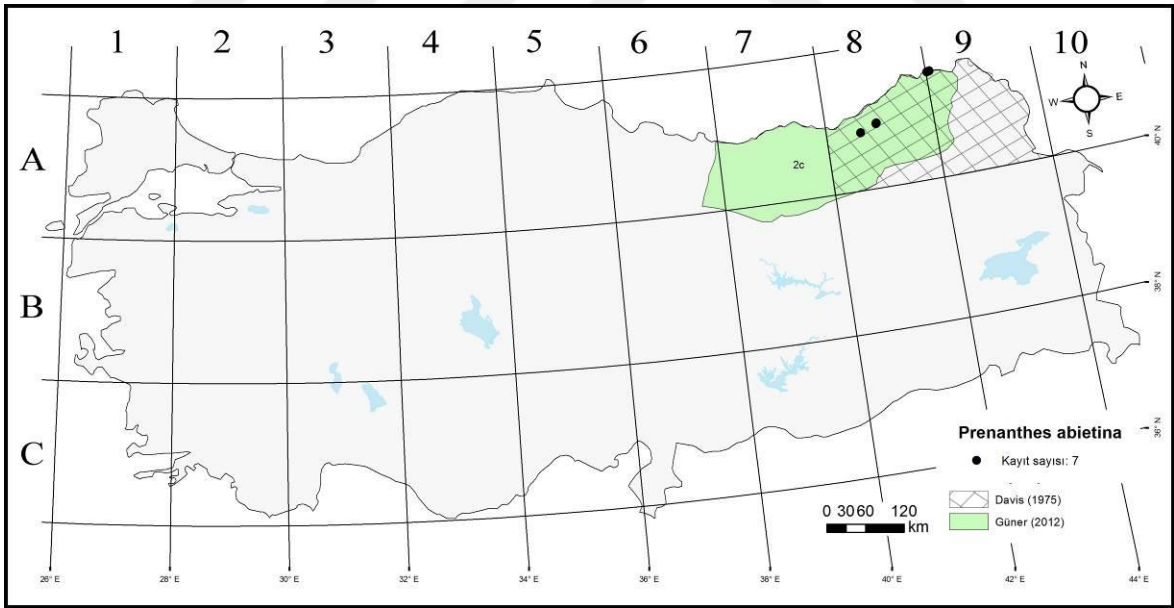 1 2 3 4 5 6 7 8 9 10
N
W E
S
40° N
A
2c
B
38° N
C
36° N
Prenanthes abietina
Kayıt sayısı: 7
Davis (1975)
Güner (2012)
0 30 60 120
km
26° E 28° E 30° E 32° E 34° E 36° E 38° E 40° E 42° E 44° E